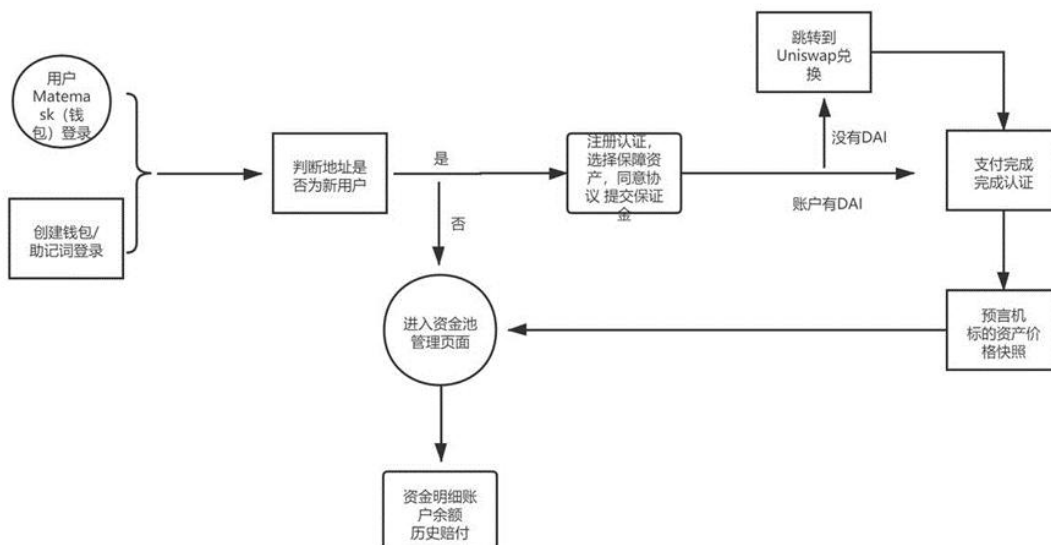 用户
Matema
sk（钱
包）登录
创建钱包/
助记词登录
判断地址是
否为新用户
是
否
注册认证，
选择保障资
产，同意协
议 提交保证
金
跳转到
Uniswap兑
换
没有DAI
账户有DAI
支付完成
完成认证
预言机
标的资产价
格快照
进入资金池
管理页面
资金明细账
户余额
历史赔付